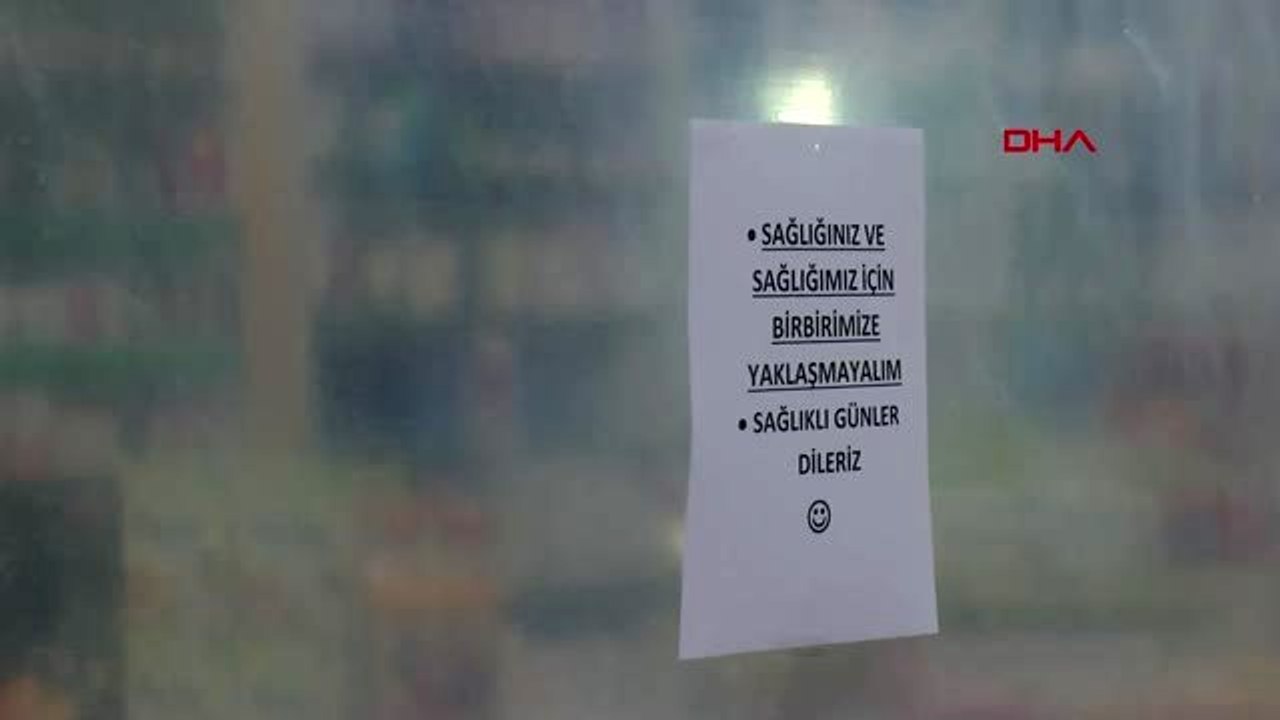 DHA
• SAĞLIĞINIZ VE
SAĞLIĞIMIZ İÇİN
BİRBİRİMİZE
YAKLAŞMAYALIM
• SAĞLIKLI GÜNLER
DİLERİZ
☺